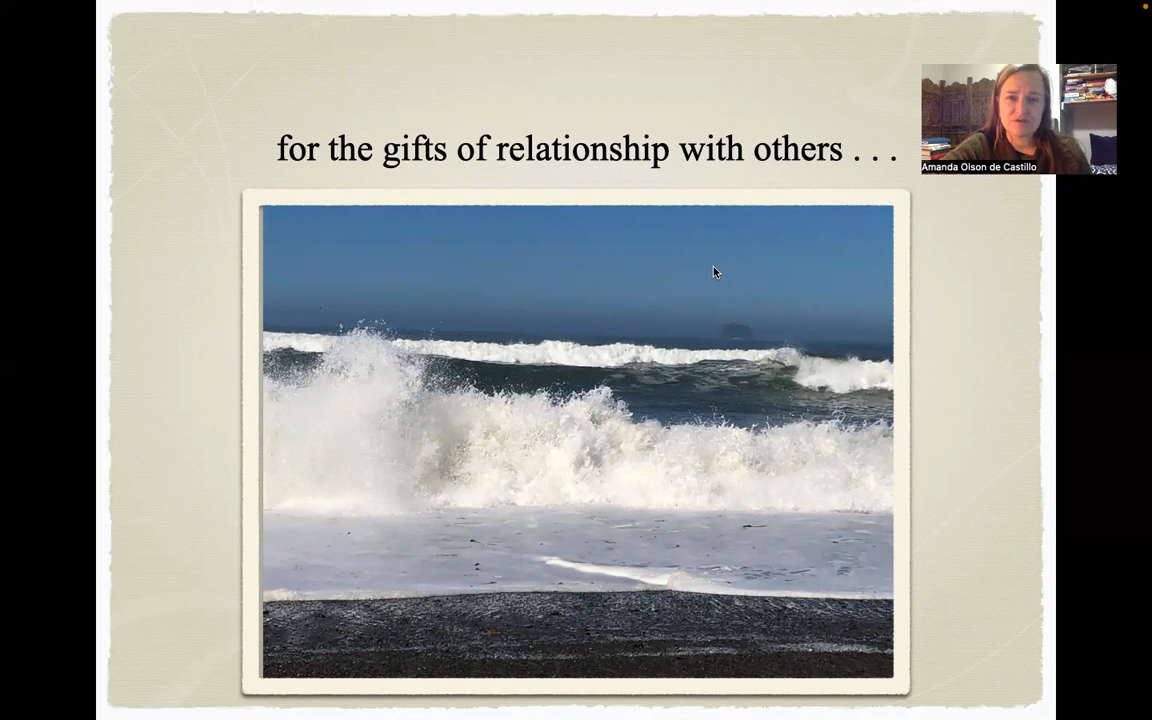 for the gifts of relationship with others . . .
Amanda Olson de Castillo